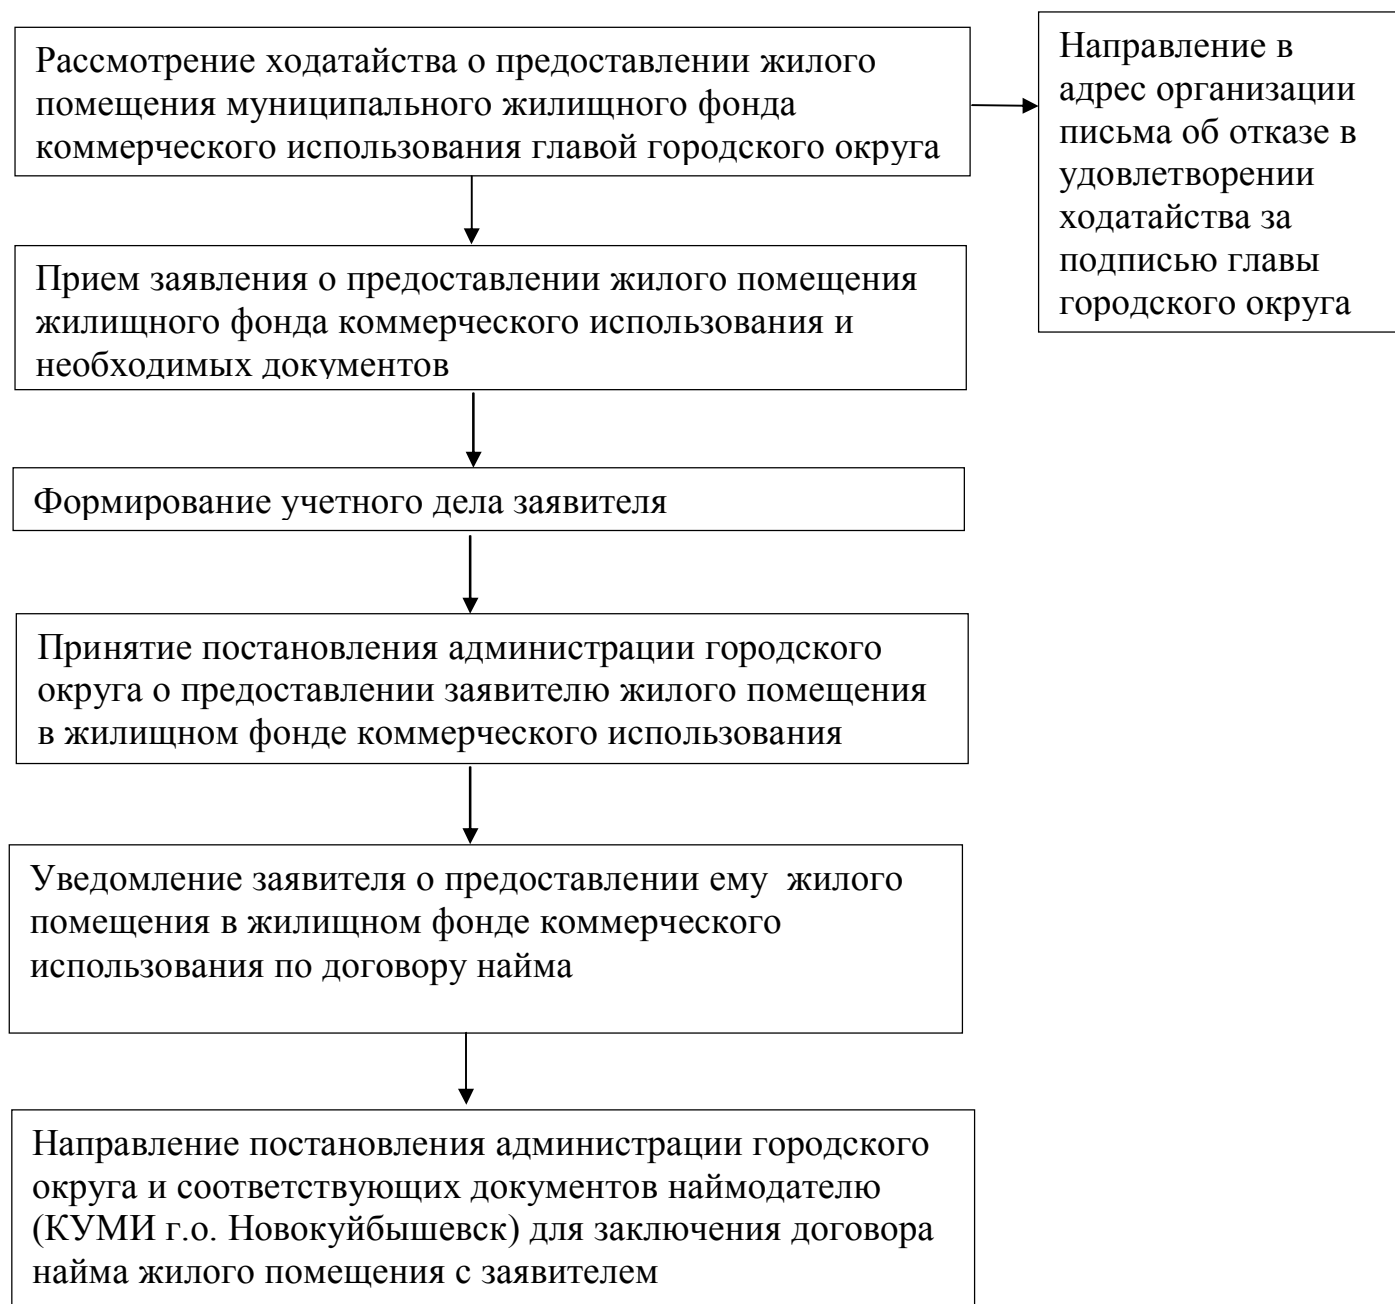 Рассмотрение ходатайства о предоставлении жилого
помещения муниципального жилищного фонда
коммерческого использования главой городского округа
Направление в
адрес организации
письма об отказе в
удовлетворении
ходатайства за
подписью главы
городского округа
Прием заявления о предоставлении жилого помещения
жилищного фонда коммерческого использования и
необходимых документов
Формирование учетного дела заявителя
Принятие постановления администрации городского
округа о предоставлении заявителю жилого помещения
в жилищном фонде коммерческого использования
Уведомление заявителя о предоставлении ему жилого
помещения в жилищном фонде коммерческого
использования по договору найма
Направление постановления администрации городского
округа и соответствующих документов наймодателю
(КУМИ г.о. Новокуйбышевск) для заключения договора
найма жилого помещения с заявителем